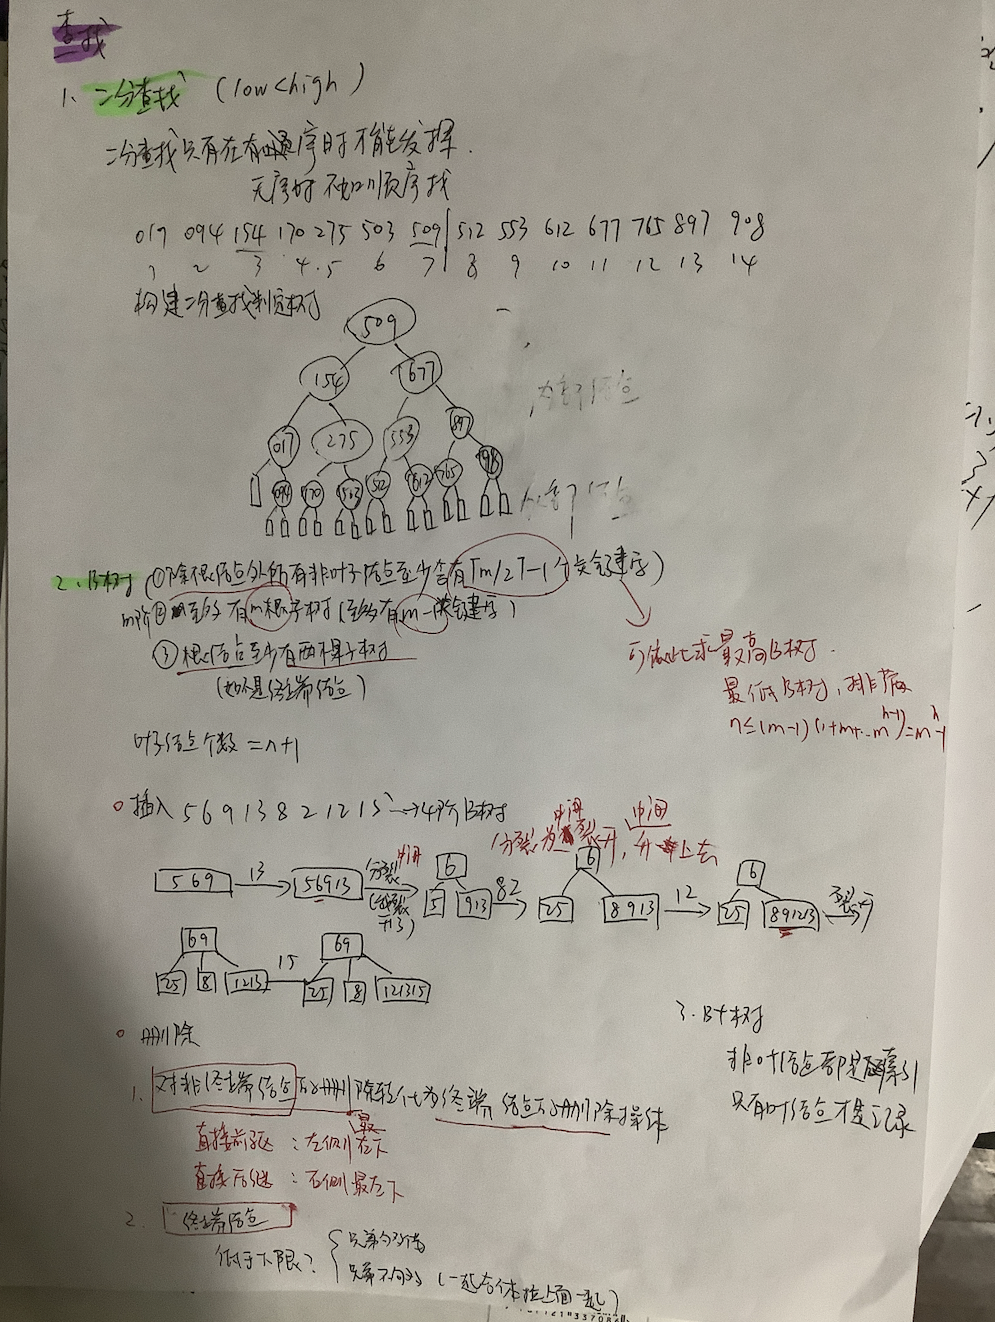 查找
1、二分查找 (low<high)
二分查找只有在有序时才能发挥.
无序时不如顺序找
017 094 154 170 275 503 509 512 553 612 677 765 897 908
1 2 3 4 5 6 7 8 9 10 11 12 13 14
构建二分查找判定树
509
154 677
017 275 553 897
094 170 503 512 612 765 908
内部结点
外部结点
2、B树 (①除根结点外所有非叶子结点至少含有⌈m/2⌉-1个关键字)
m阶 ②至多有m棵子树(至多有m-1关键字)
③根结点至少有两棵子树
(如不是终端结点)
可依此求最高B树.
最低B树,排满
n≤(m-1)(1+m+..m^h-1)=m^h-1
叶子结点个数=n+1
插入 5 6 9 13 8 2 12 15 →4阶B树
分裂为 中间 裂开, 中间 升上去
5 6 9 13→ 5 6 9 13 分裂 中间
6
5 9 13 82→
6
2 5 8 9 13 12→
6
2 5 8 9 12 13 裂开
6 9
2 5 8 12 13 15
6 9
2 5 8 12 13 15
删除
3. B+树
非叶结点都是索引
只有叶结点才是记录
1. 对非终端结点的删除转化为终端结点的删除操作
直接前驱:左侧最右下
直接后继:右侧最左下
2. 终端结点
低于下限?
兄弟够借
兄弟不够 (一起合体拉上面一起)